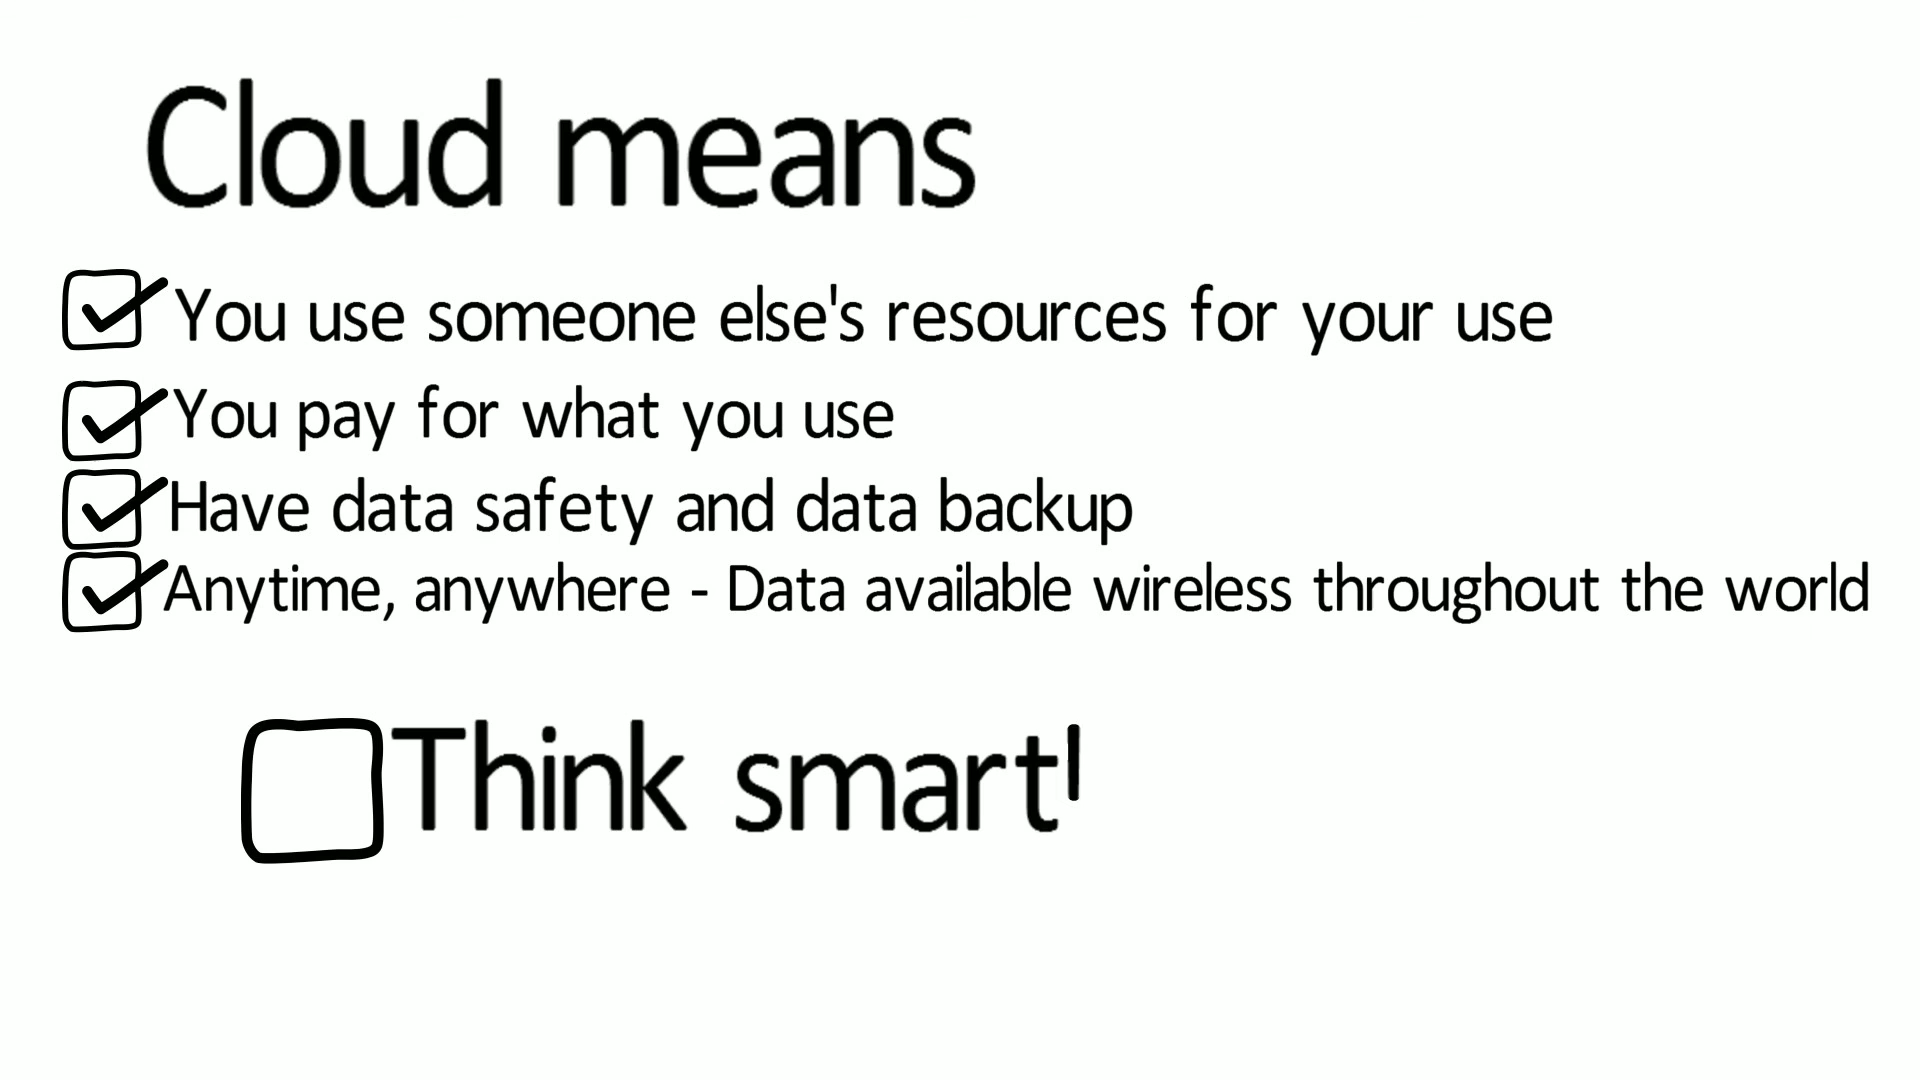 Cloud means
You use someone else's resources for your use
You pay for what you use
Have data safety and data backup
Anytime, anywhere - Data available wireless throughout the world
Think smart!